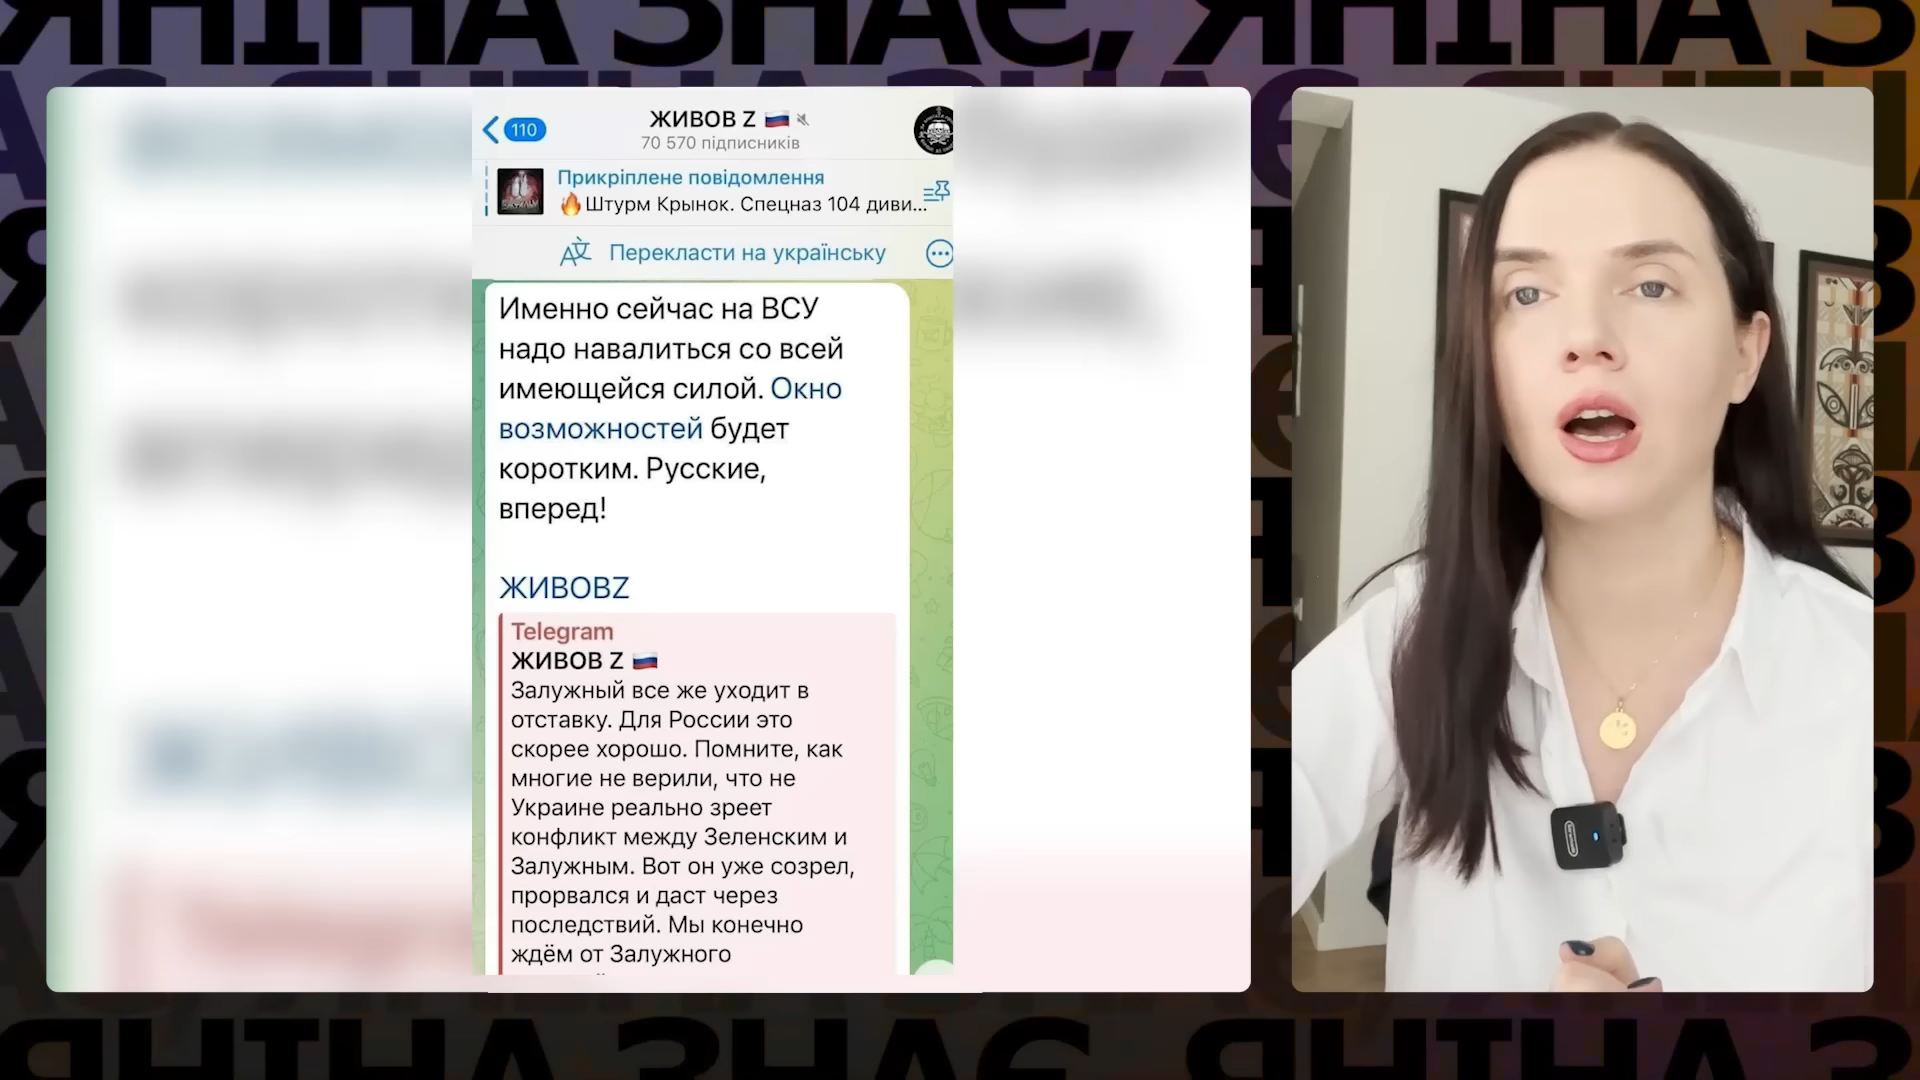 ЯНІНА ЗНАЄ, ЯНІНА З
110
ЖИВОВ Z
70 570 підписників
Прикріплене повідомлення
Штурм Крынок. Спецназ 104 диви...
Перекласти на українську
Именно сейчас на ВСУ
надо навалиться со всей
имеющейся силой. Окно
возможностей будет
коротким. Русские,
вперед!
ЖИВОВZ
Telegram
ЖИВОВ Z
Залужный все же уходит в
отставку. Для России это
скорее хорошо. Помните, как
многие не верили, что не
Украине реально зреет
конфликт между Зеленским и
Залужным. Вот он уже созрел,
прорвался и даст через
последствий. Мы конечно
ждём от Залужного
ЯНІНА ЗНАЄ, ЯНІНА З